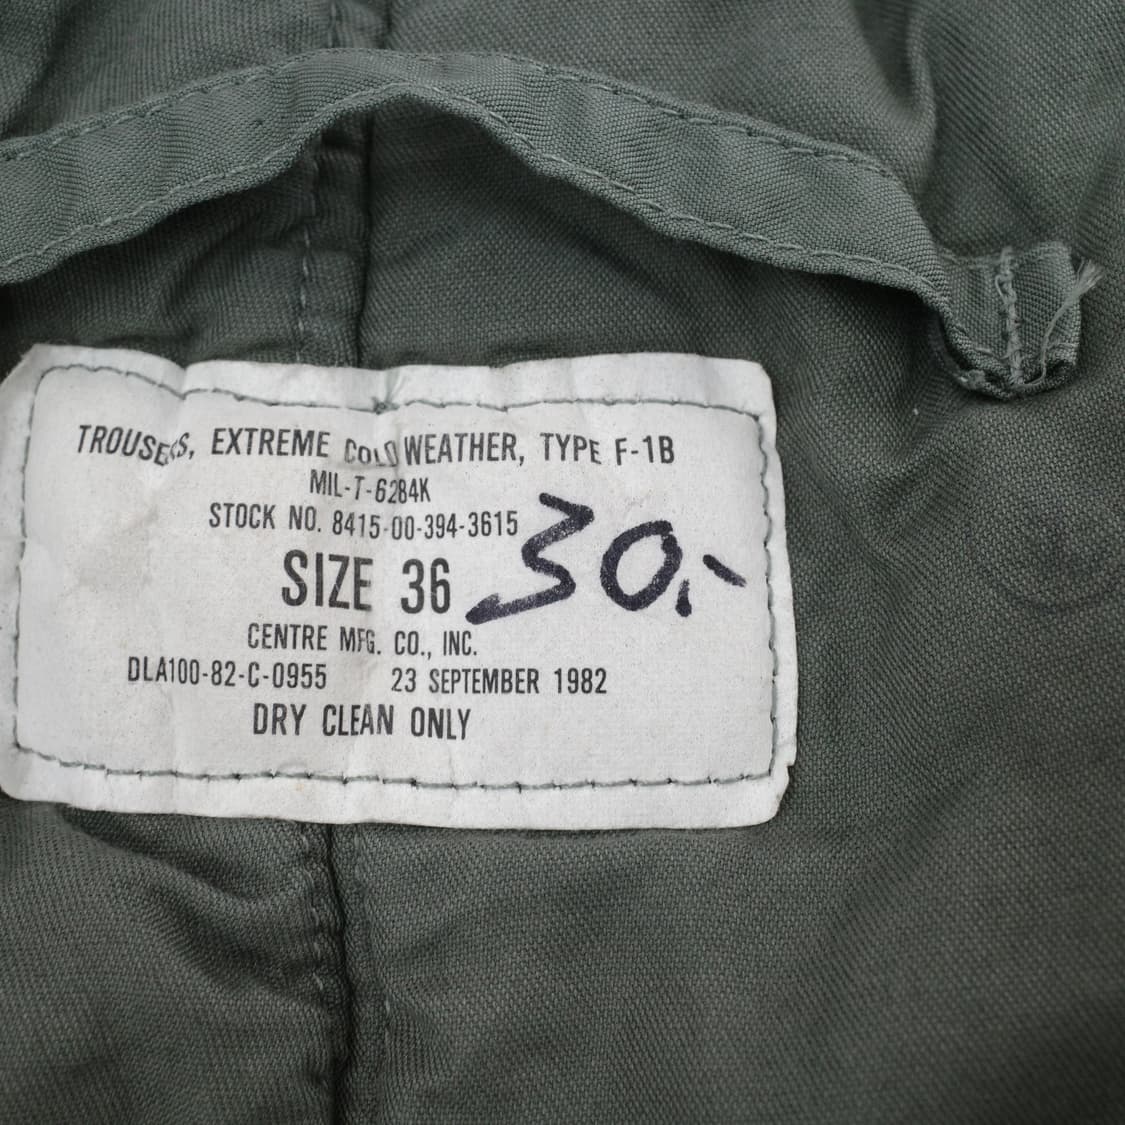 TROUSERS, EXTREME COLD WEATHER, TYPE F-1B
MIL-T-6284K
STOCK NO. 8415-00-394-3615
SIZE 36
30,-
CENTRE MFG. CO., INC.
DLA100-82-C-0955 23 SEPTEMBER 1982
DRY CLEAN ONLY